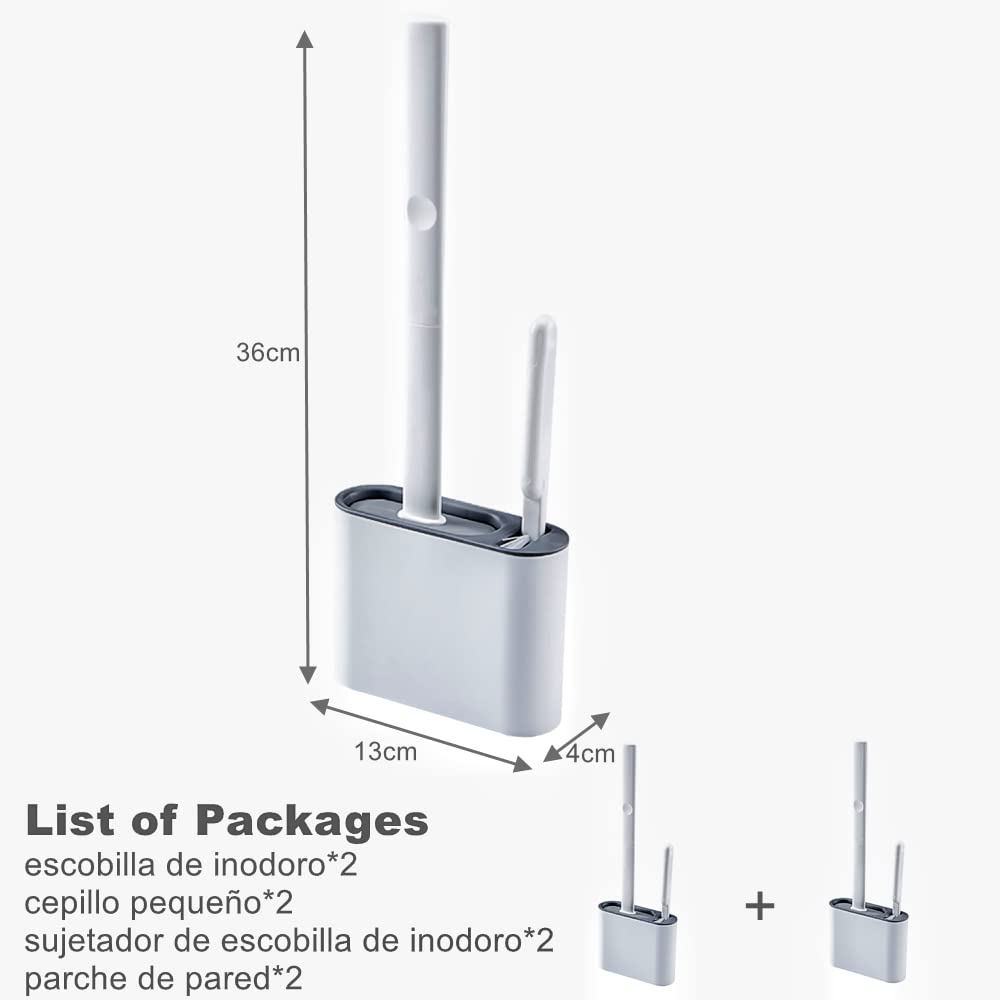 36cm
13cm
4cm
List of Packages
escobilla de inodoro*2
cepillo pequeño*2
sujetador de escobilla de inodoro*2
parche de pared*2
+